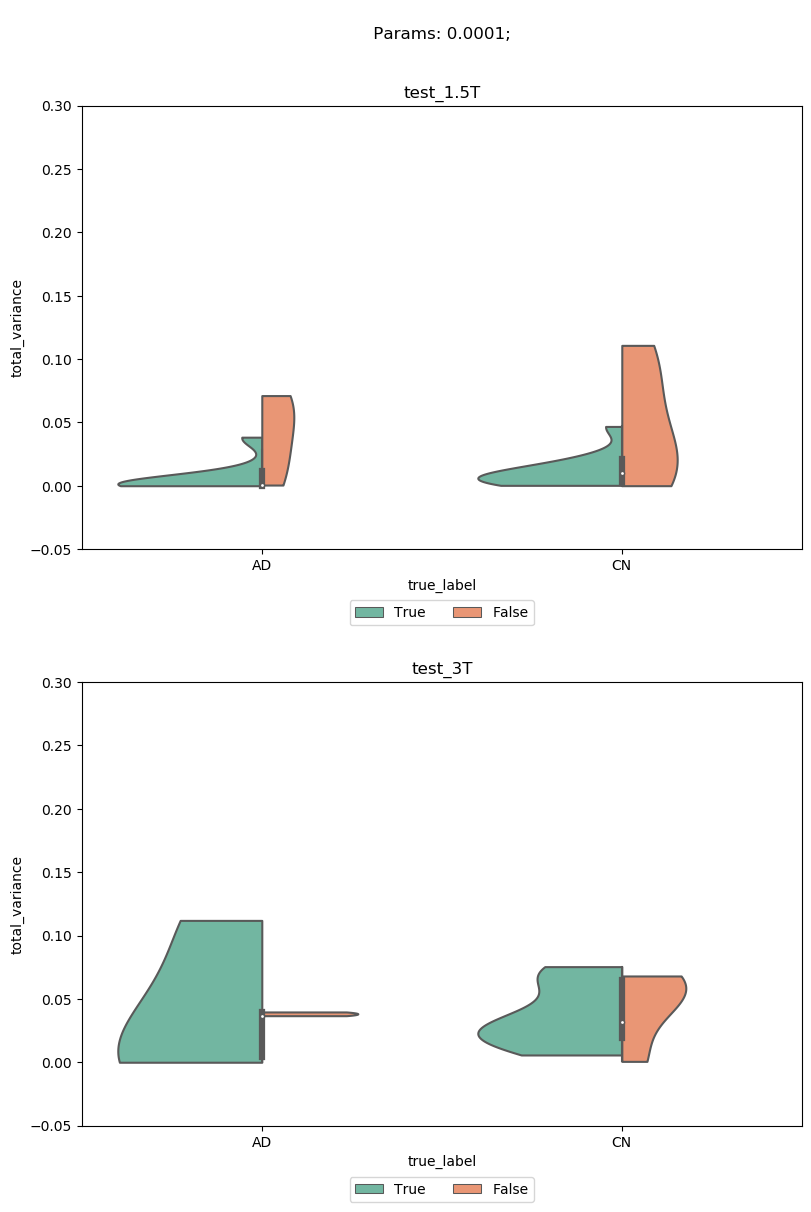 Params: 0.0001;
test_1.5T
0.30
0.25
0.20
0.15
0.10
0.05
0.00
−0.05
total_variance
AD CN
true_label
True False
test_3T
0.30
0.25
0.20
0.15
0.10
0.05
0.00
−0.05
total_variance
AD CN
true_label
True False